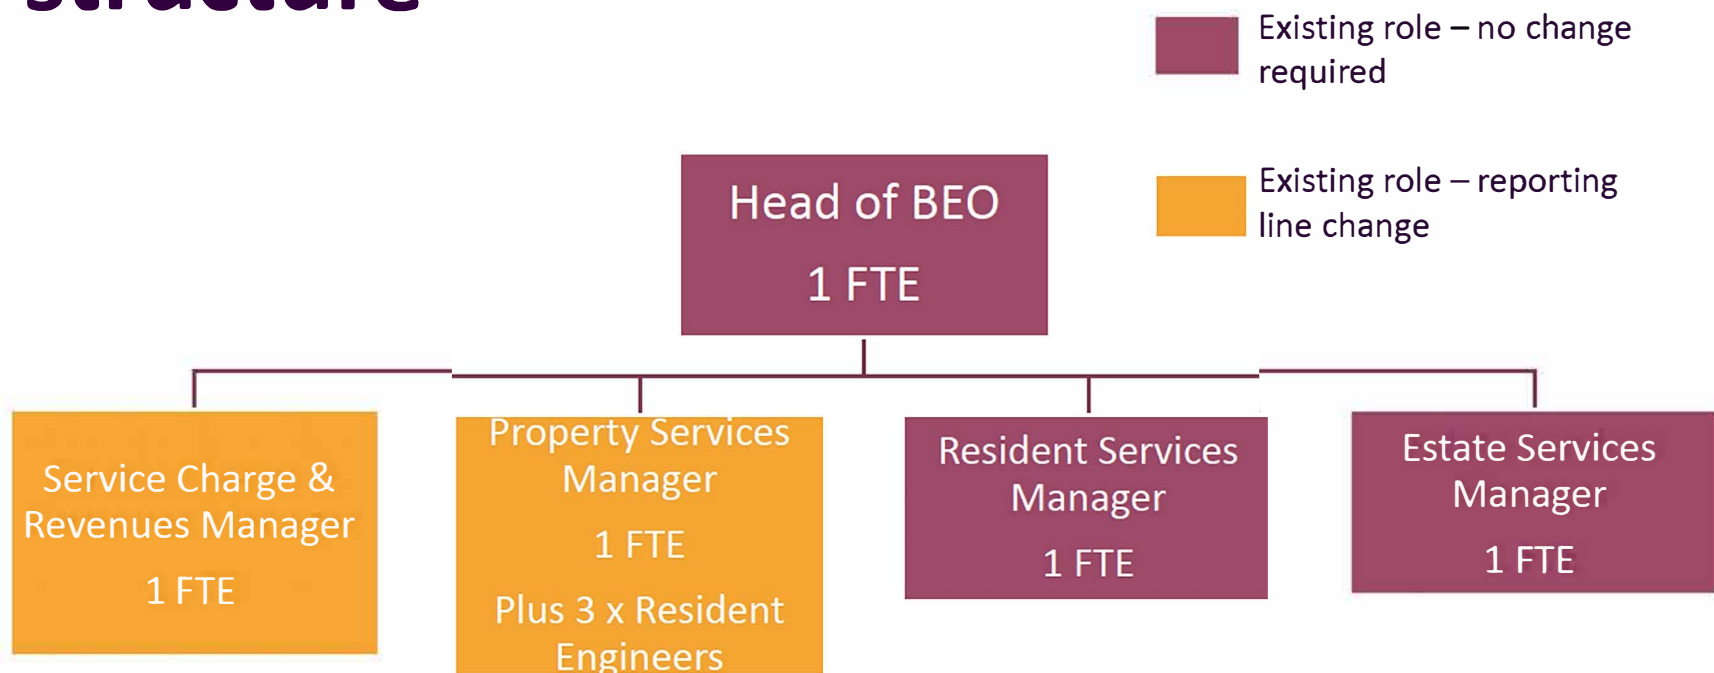 structure
Existing role – no change
required
Existing role – reporting
line change
Head of BEO
1 FTE
Service Charge &
Revenues Manager
1 FTE
Property Services
Manager
1 FTE
Plus 3 x Resident
Engineers
Resident Services
Manager
1 FTE
Estate Services
Manager
1 FTE